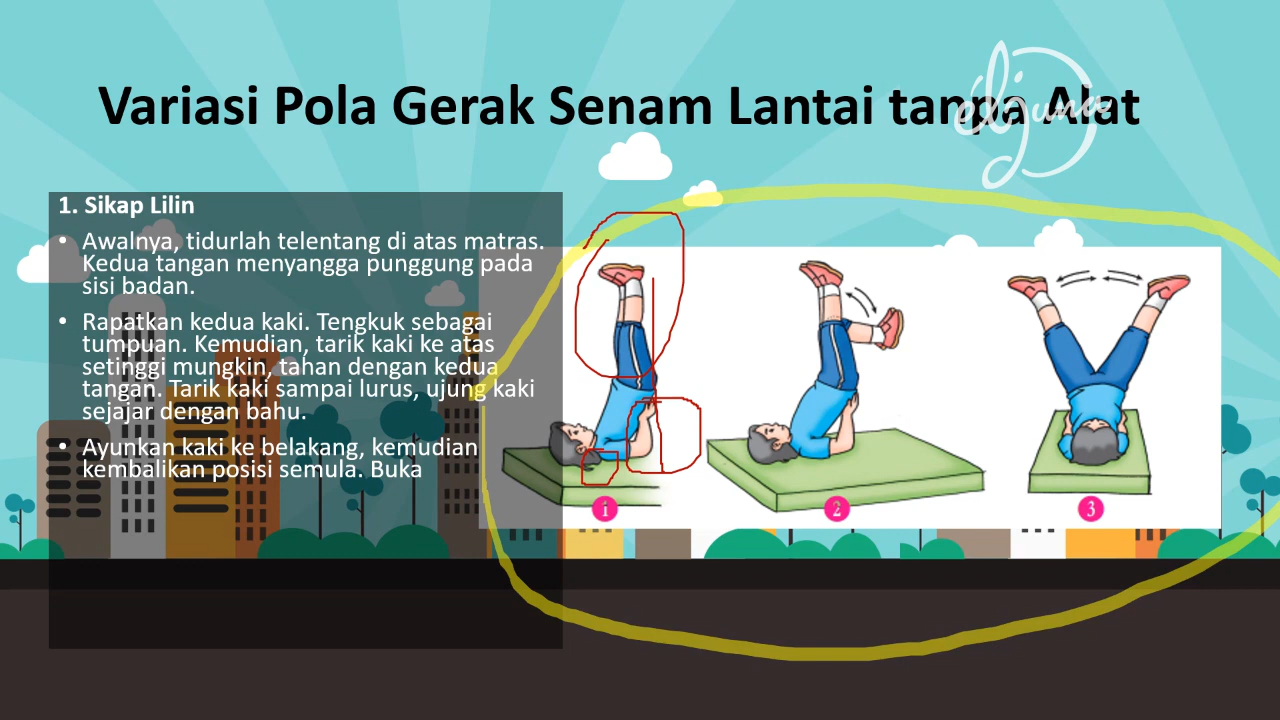 Variasi Pola Gerak Senam Lantai tanpa Alat
eljuna
1. Sikap Lilin
• Awalnya, tidurlah telentang di atas matras.
Kedua tangan menyangga punggung pada
sisi badan.
• Rapatkan kedua kaki. Tengkuk sebagai
tumpuan. Kemudian, tarik kaki ke atas
setinggi mungkin, tahan dengan kedua
tangan. Tarik kaki sampai lurus, ujung kaki
sejajar dengan bahu.
• Ayunkan kaki ke belakang, kemudian
kembalikan posisi semula. Buka
1
2
3